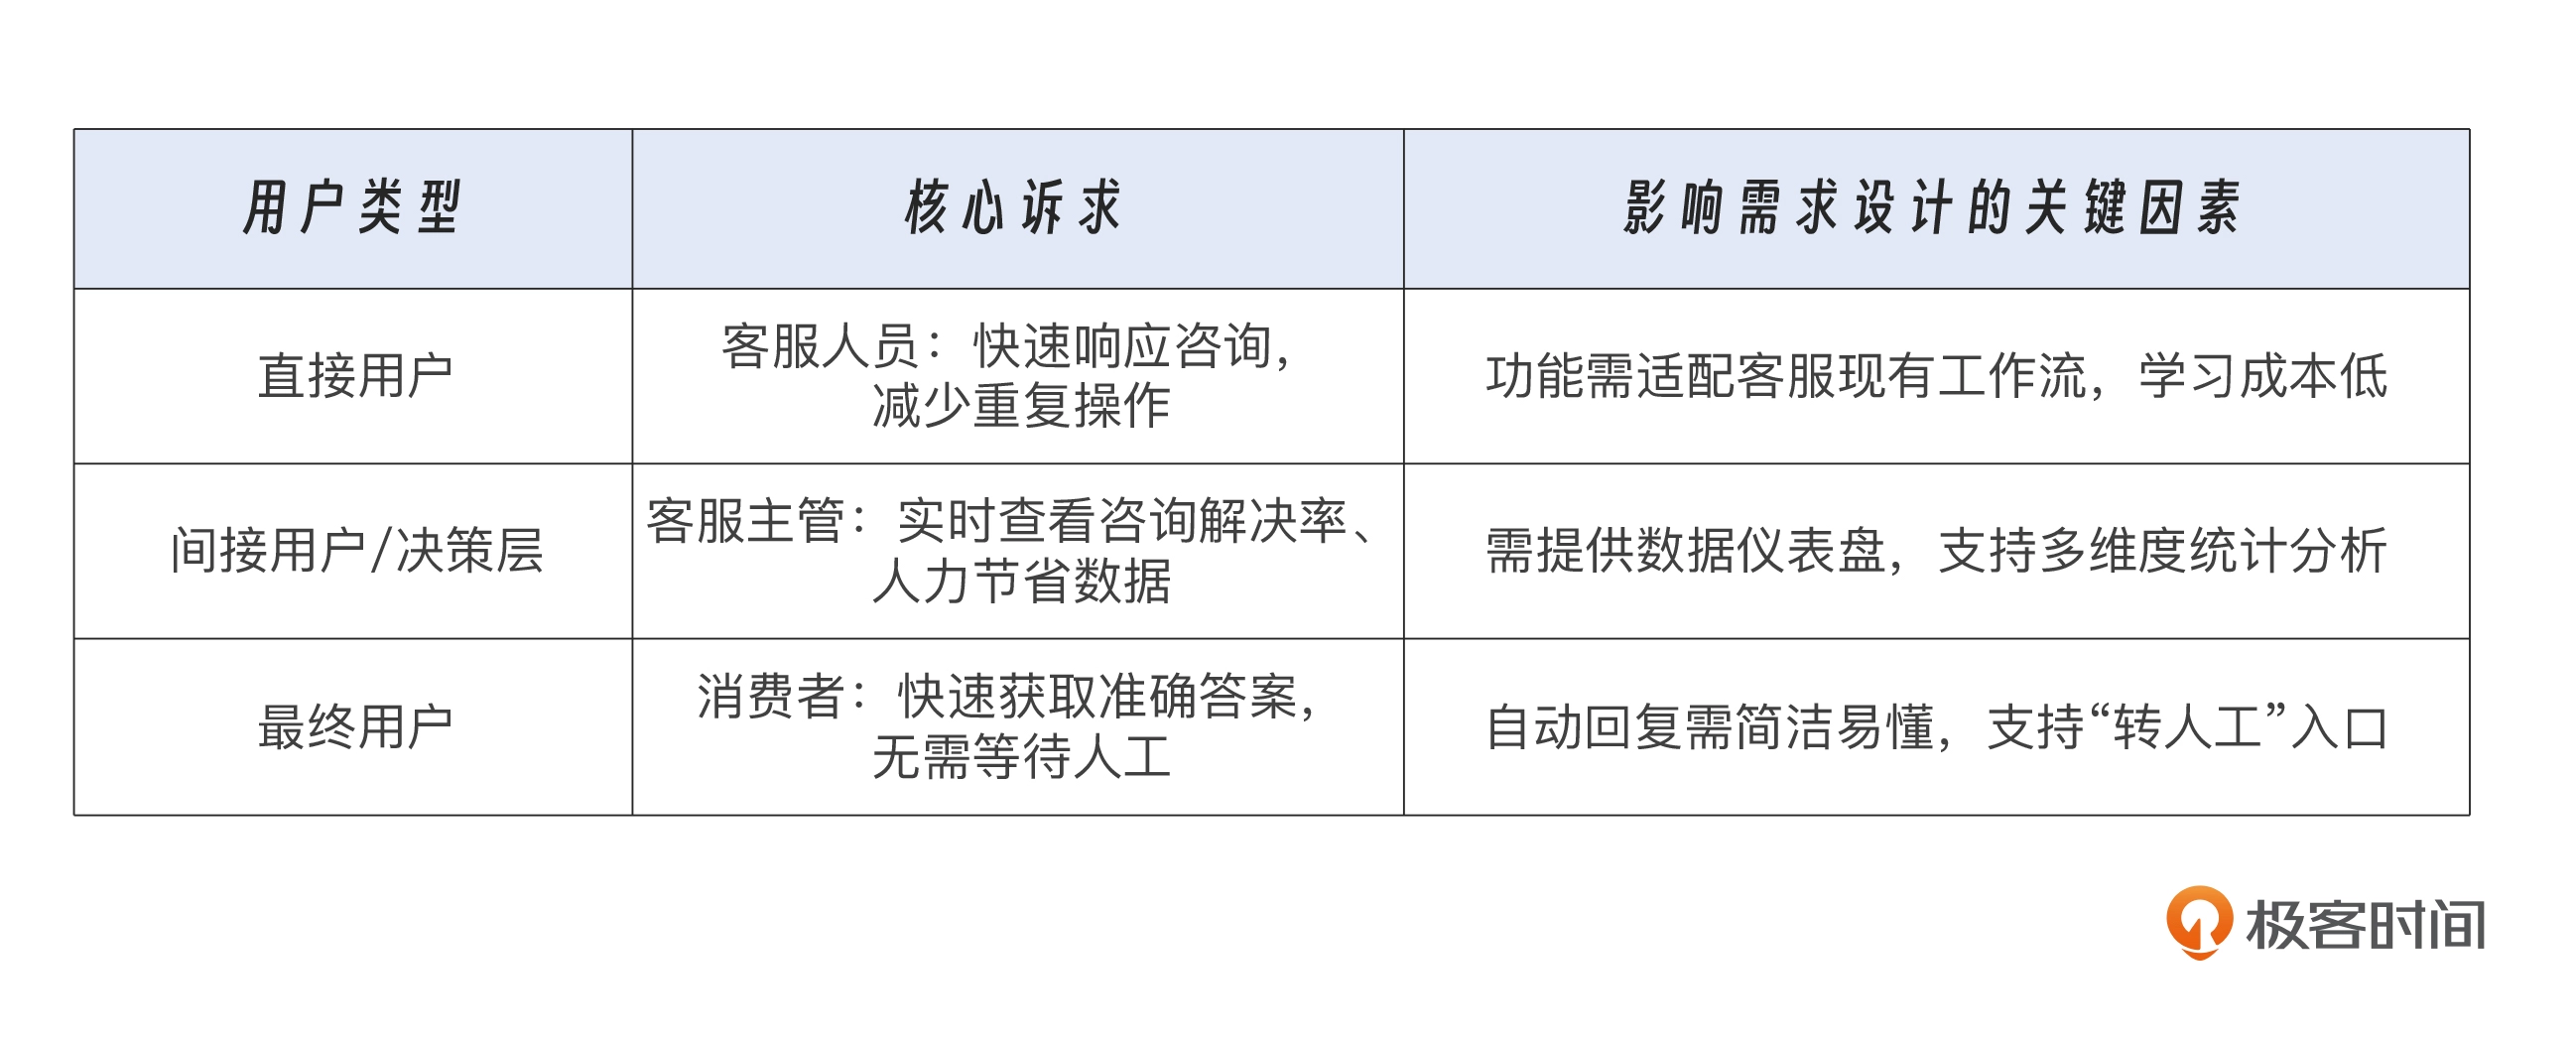 用户类型
核心诉求
影响需求设计的关键因素
直接用户
客服人员：快速响应咨询，
减少重复操作
功能需适配客服现有工作流，学习成本低
间接用户/决策层
客服主管：实时查看咨询解决率、
人力节省数据
需提供数据仪表盘，支持多维度统计分析
最终用户
消费者：快速获取准确答案，
无需等待人工
自动回复需简洁易懂，支持“转人工”入口
极客时间